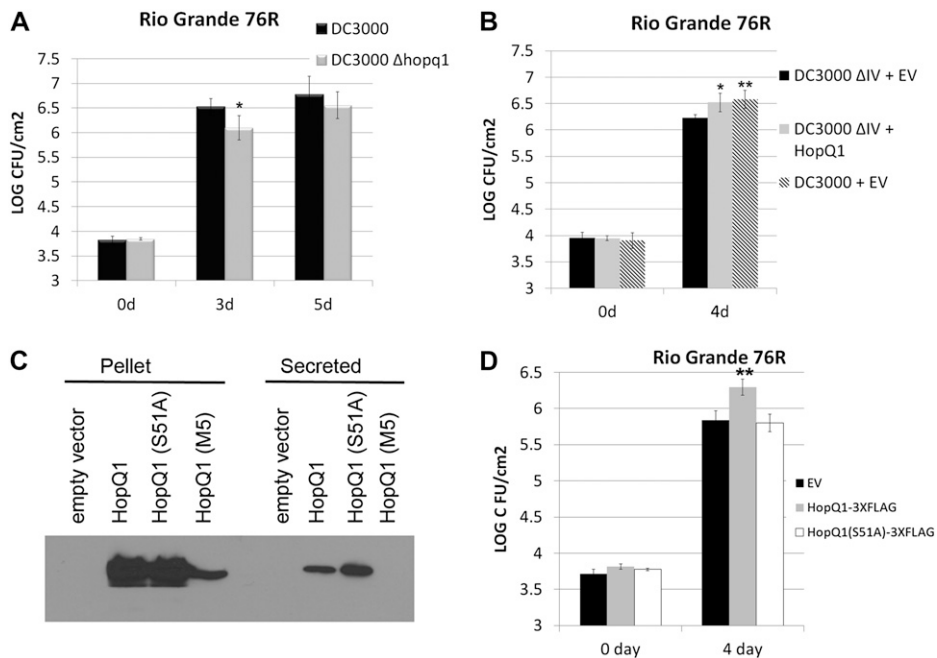 A
Rio Grande 76R
DC3000
DC3000 Δhopq1
LOG CFU/cm2
7.5
7
6.5
6
5.5
5
4.5
4
3.5
3
*
0d
3d
5d
B
Rio Grande 76R
DC3000 ΔIV + EV
DC3000 ΔIV +
HopQ1
DC3000 + EV
LOG CFU/cm2
7.5
7
6.5
6
5.5
5
4.5
4
3.5
3
* **
0d
4d
C
Pellet
Secreted
empty vector
HopQ1
HopQ1 (S51A)
HopQ1 (M5)
empty vector
HopQ1
HopQ1 (S51A)
HopQ1 (M5)
D
Rio Grande 76R
LOG C FU/cm2
6.5
6
5.5
5
4.5
4
3.5
3
**
EV
HopQ1-3XFLAG
HopQ1(S51A)-3XFLAG
0 day
4 day